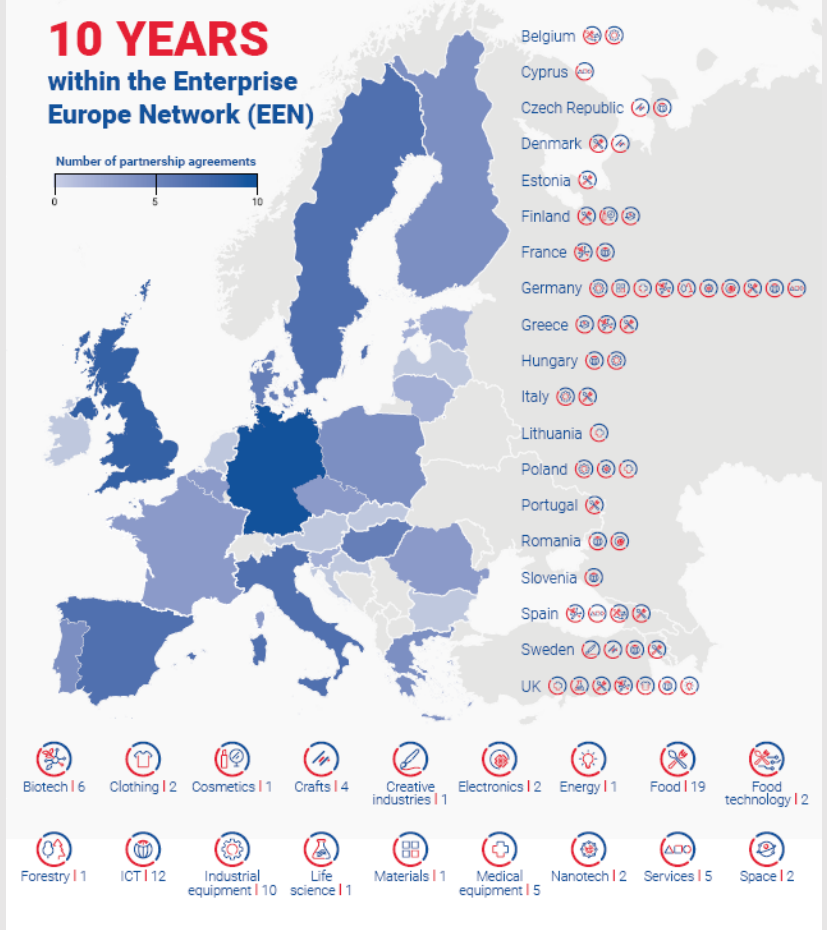 10 YEARS
within the Enterprise
Europe Network (EEN)
Number of partnership agreements
0 5 10
Belgium
Cyprus
Czech Republic
Denmark
Estonia
Finland
France
Germany
Greece
Hungary
Italy
Lithuania
Poland
Portugal
Romania
Slovenia
Spain
Sweden
UK
Biotech | 6
Clothing | 2
Cosmetics | 1
Crafts | 4
Creative
industries | 1
Electronics | 2
Energy | 1
Food | 19
Food
technology | 2
Forestry | 1
ICT | 12
Industrial
equipment | 10
Life
science | 1
Materials | 1
Medical
equipment | 5
Nanotech | 2
Services | 5
Space | 2